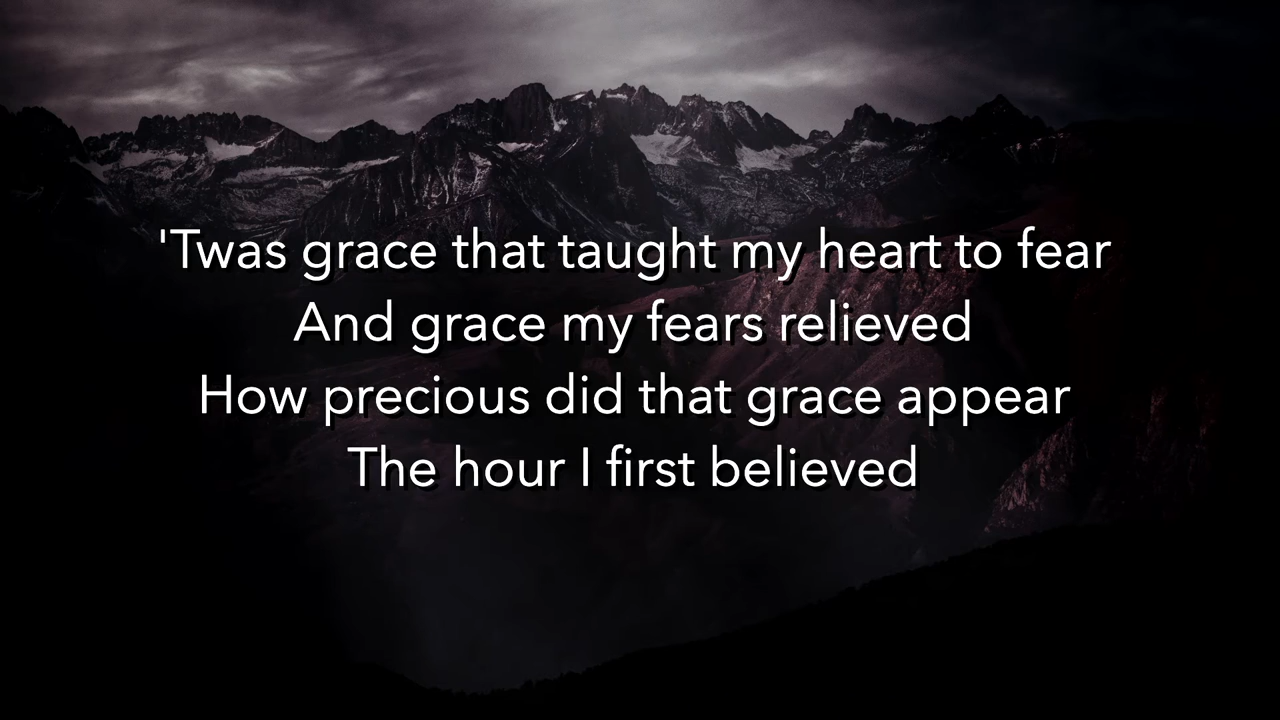 'Twas grace that taught my heart to fear
And grace my fears relieved
How precious did that grace appear
The hour I first believed